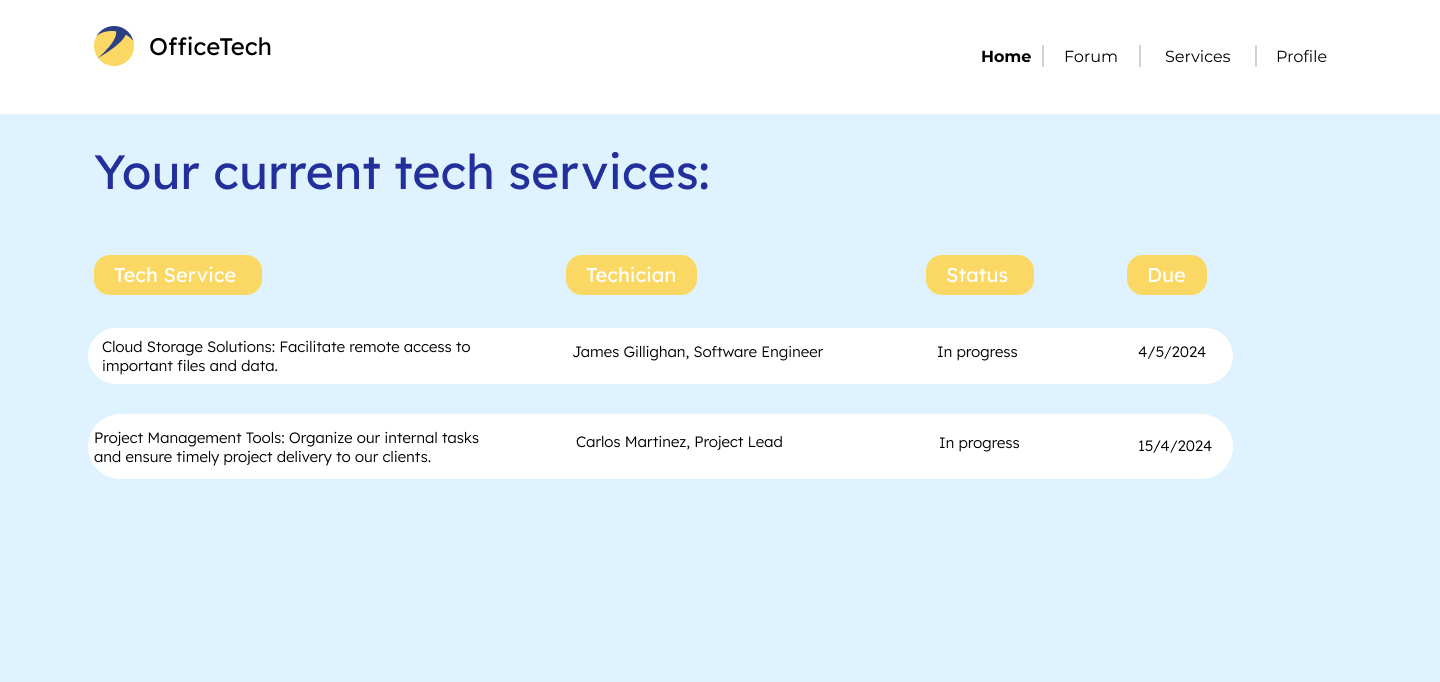 OfficeTech
Home Forum Services Profile
Your current tech services:
Tech Service Techician Status Due
Cloud Storage Solutions: Facilitate remote access to
important files and data.
James Gillighan, Software Engineer
In progress
4/5/2024
Project Management Tools: Organize our internal tasks
and ensure timely project delivery to our clients.
Carlos Martinez, Project Lead
In progress
15/4/2024